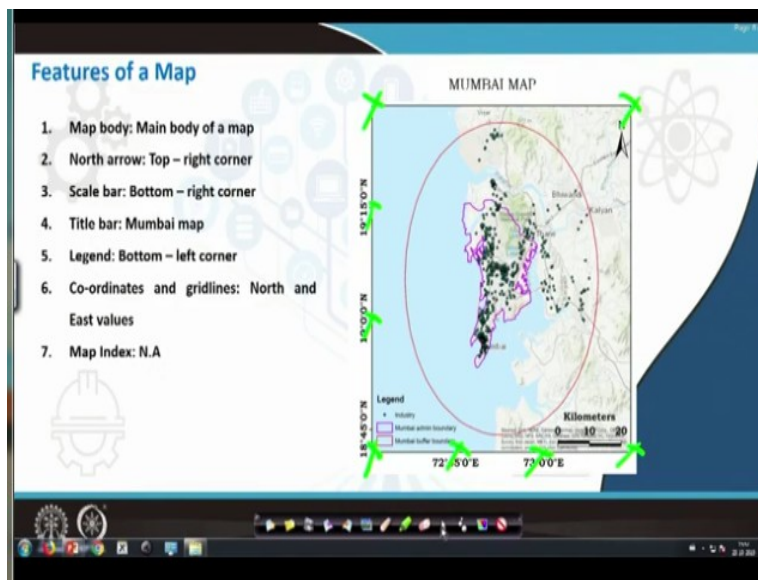 Features of a Map
1. Map body: Main body of a map
2. North arrow: Top – right corner
3. Scale bar: Bottom – right corner
4. Title bar: Mumbai map
5. Legend: Bottom – left corner
6. Co-ordinates and gridlines: North and
East values
7. Map Index: N.A
MUMBAI MAP
N
Bhiwandi
Kalyan
19°15'0"N
19°0'0"N
18°45'0"N
Legend
Industry
Mumbai admin boundary
Mumbai buffer boundary
Kilometers
0 10 20
72°45'0"E 73°0'0"E